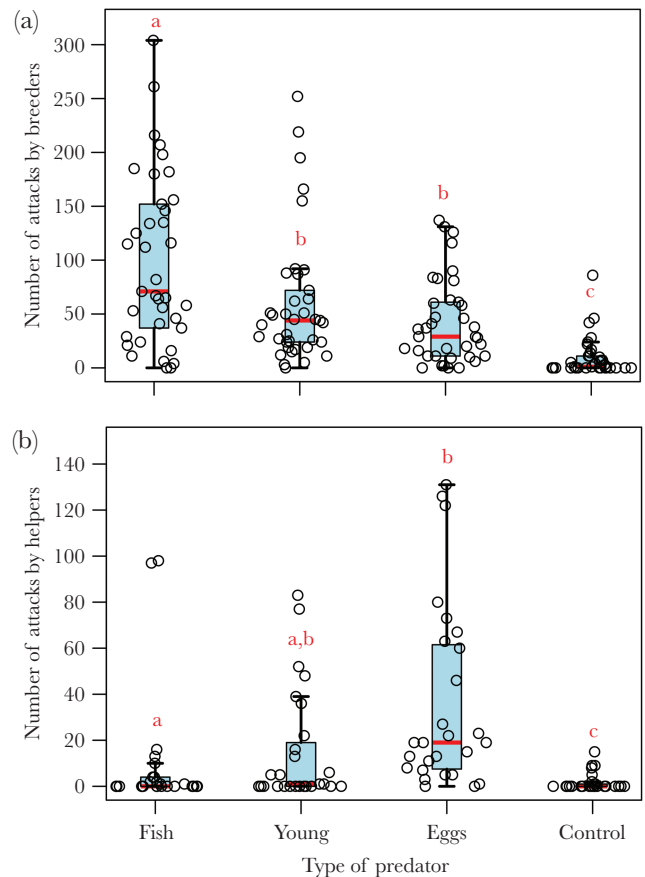 (a)
Number of attacks by breeders
300
250
200
150
100
50
0
a
b
b
c
(b)
Number of attacks by helpers
140
120
100
80
60
40
20
0
a
a,b
b
c
Fish Young Eggs Control
Type of predator